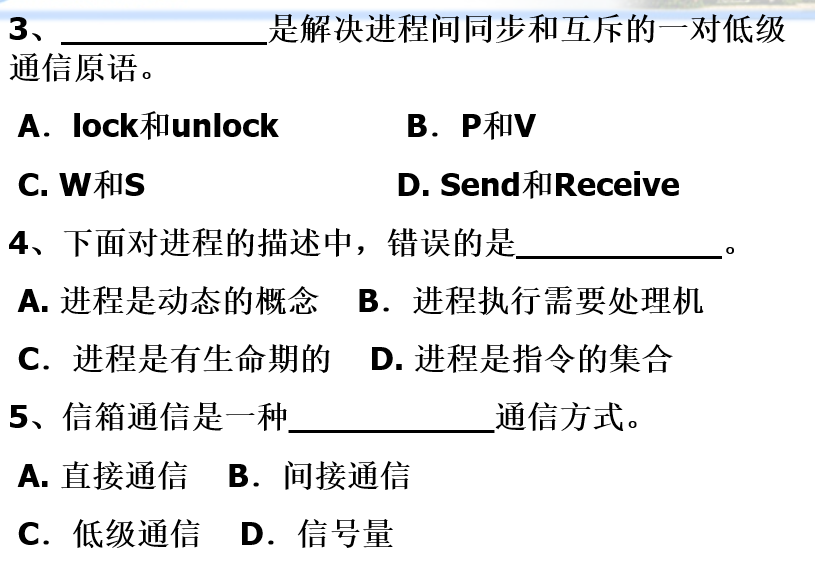 3、____________是解决进程间同步和互斥的一对低级
通信原语。
A．lock和unlock B．P和V
C. W和S D. Send和Receive
4、下面对进程的描述中，错误的是____________。
A. 进程是动态的概念 B．进程执行需要处理机
C．进程是有生命期的 D. 进程是指令的集合
5、信箱通信是一种____________通信方式。
A. 直接通信 B．间接通信
C．低级通信 D．信号量